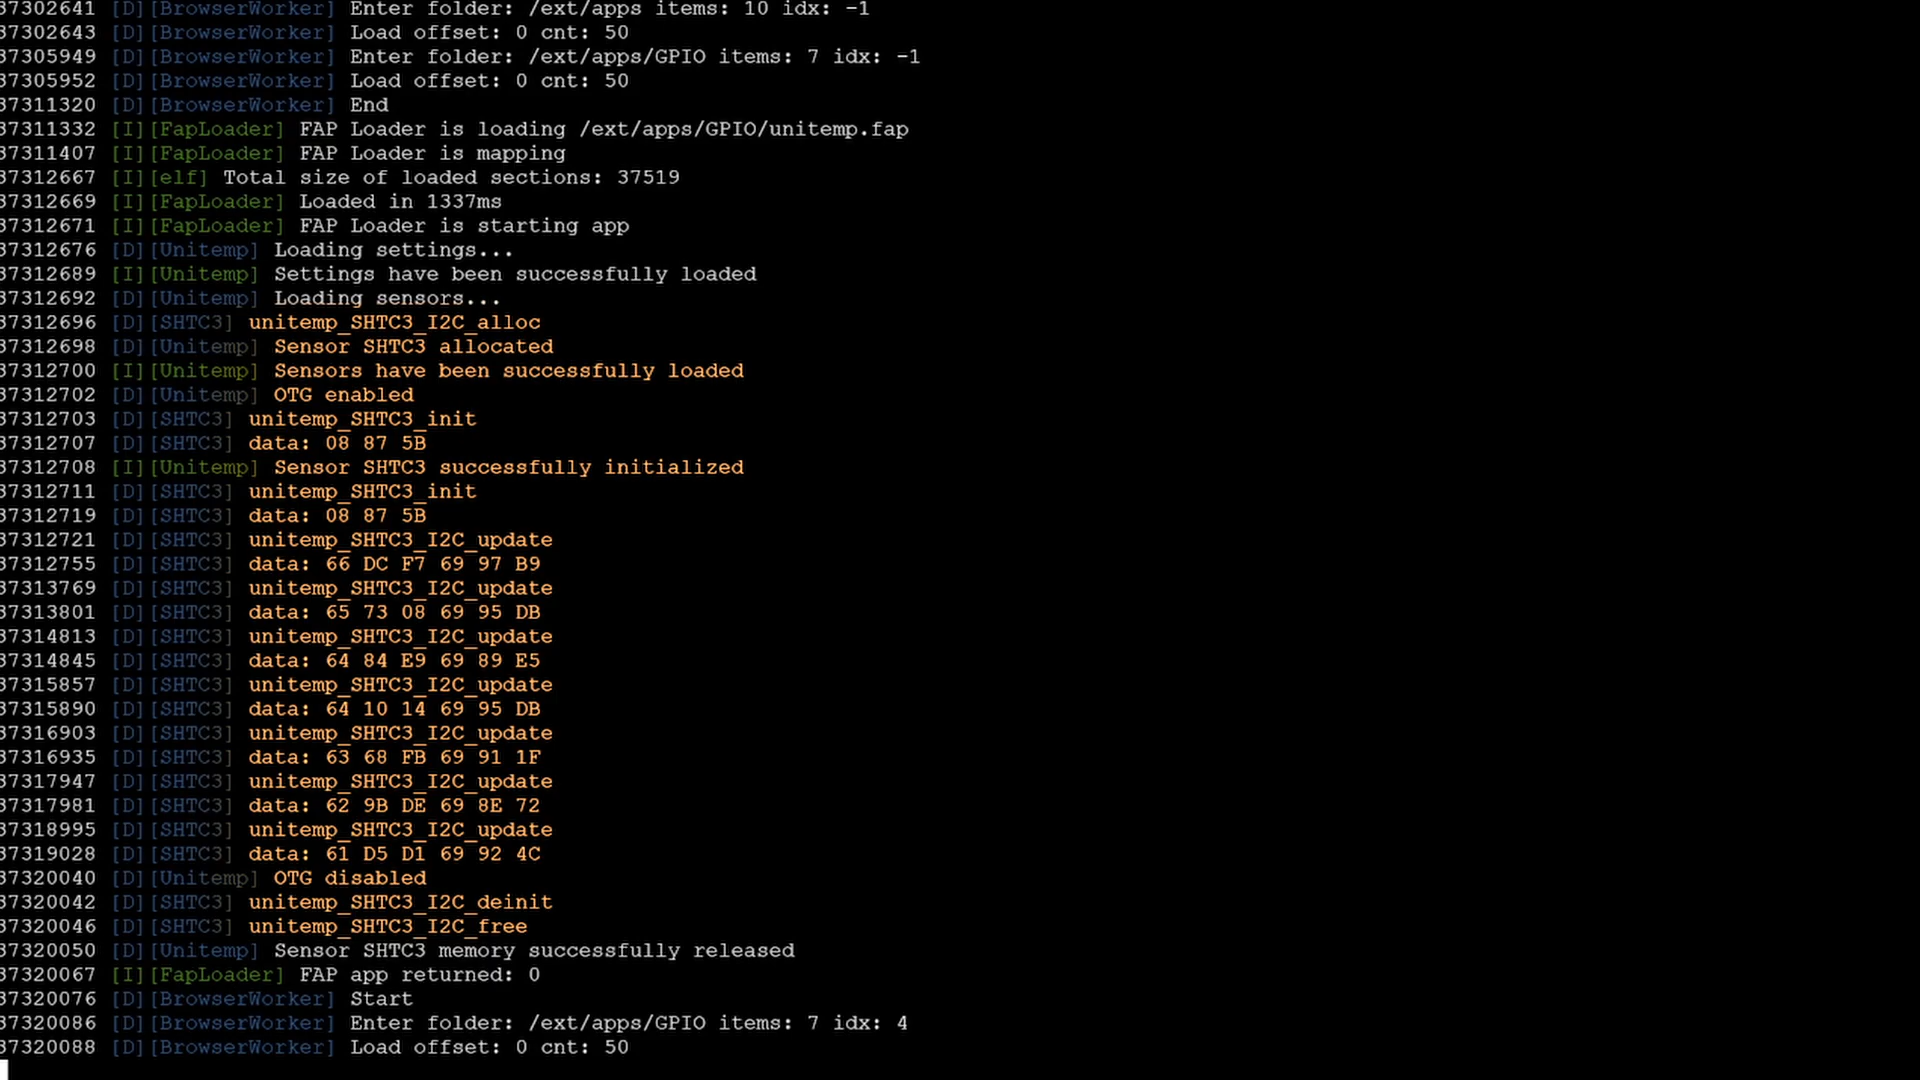 37302641 [D][BrowserWorker] Enter folder: /ext/apps items: 10 idx: -1
37302643 [D][BrowserWorker] Load offset: 0 cnt: 50
37305949 [D][BrowserWorker] Enter folder: /ext/apps/GPIO items: 7 idx: -1
37305952 [D][BrowserWorker] Load offset: 0 cnt: 50
37311320 [D][BrowserWorker] End
37311332 [I][FapLoader] FAP Loader is loading /ext/apps/GPIO/unitemp.fap
37311407 [I][FapLoader] FAP Loader is mapping
37312667 [I][elf] Total size of loaded sections: 37519
37312669 [I][FapLoader] Loaded in 1337ms
37312671 [I][FapLoader] FAP Loader is starting app
37312676 [D][Unitemp] Loading settings...
37312689 [I][Unitemp] Settings have been successfully loaded
37312692 [D][Unitemp] Loading sensors...
37312696 [D][SHTC3] unitemp_SHTC3_I2C_alloc
37312698 [D][Unitemp] Sensor SHTC3 allocated
37312700 [I][Unitemp] Sensors have been successfully loaded
37312702 [D][Unitemp] OTG enabled
37312703 [D][SHTC3] unitemp_SHTC3_init
37312707 [D][SHTC3] data: 08 87 5B
37312708 [I][Unitemp] Sensor SHTC3 successfully initialized
37312711 [D][SHTC3] unitemp_SHTC3_init
37312719 [D][SHTC3] data: 08 87 5B
37312721 [D][SHTC3] unitemp_SHTC3_I2C_update
37312755 [D][SHTC3] data: 66 DC F7 69 97 B9
37313769 [D][SHTC3] unitemp_SHTC3_I2C_update
37313801 [D][SHTC3] data: 65 73 08 69 95 DB
37314813 [D][SHTC3] unitemp_SHTC3_I2C_update
37314845 [D][SHTC3] data: 64 84 E9 69 89 E5
37315857 [D][SHTC3] unitemp_SHTC3_I2C_update
37315890 [D][SHTC3] data: 64 10 14 69 95 DB
37316903 [D][SHTC3] unitemp_SHTC3_I2C_update
37316935 [D][SHTC3] data: 63 68 FB 69 91 1F
37317947 [D][SHTC3] unitemp_SHTC3_I2C_update
37317981 [D][SHTC3] data: 62 9B DE 69 8E 72
37318995 [D][SHTC3] unitemp_SHTC3_I2C_update
37319028 [D][SHTC3] data: 61 D5 D1 69 92 4C
37320040 [D][Unitemp] OTG disabled
37320042 [D][SHTC3] unitemp_SHTC3_I2C_deinit
37320046 [D][SHTC3] unitemp_SHTC3_I2C_free
37320050 [D][Unitemp] Sensor SHTC3 memory successfully released
37320067 [I][FapLoader] FAP app returned: 0
37320076 [D][BrowserWorker] Start
37320086 [D][BrowserWorker] Enter folder: /ext/apps/GPIO items: 7 idx: 4
37320088 [D][BrowserWorker] Load offset: 0 cnt: 50